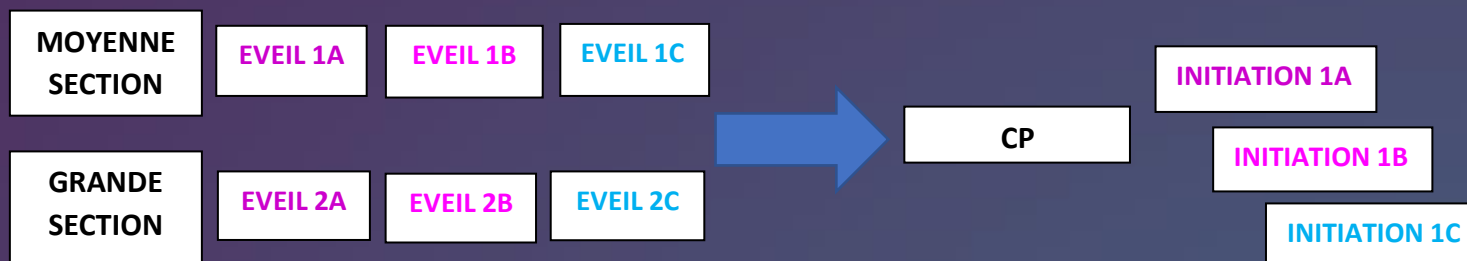 MOYENNE
SECTION
EVEIL 1A
EVEIL 1B
EVEIL 1C
GRANDE
SECTION
EVEIL 2A
EVEIL 2B
EVEIL 2C
CP
INITIATION 1A
INITIATION 1B
INITIATION 1C